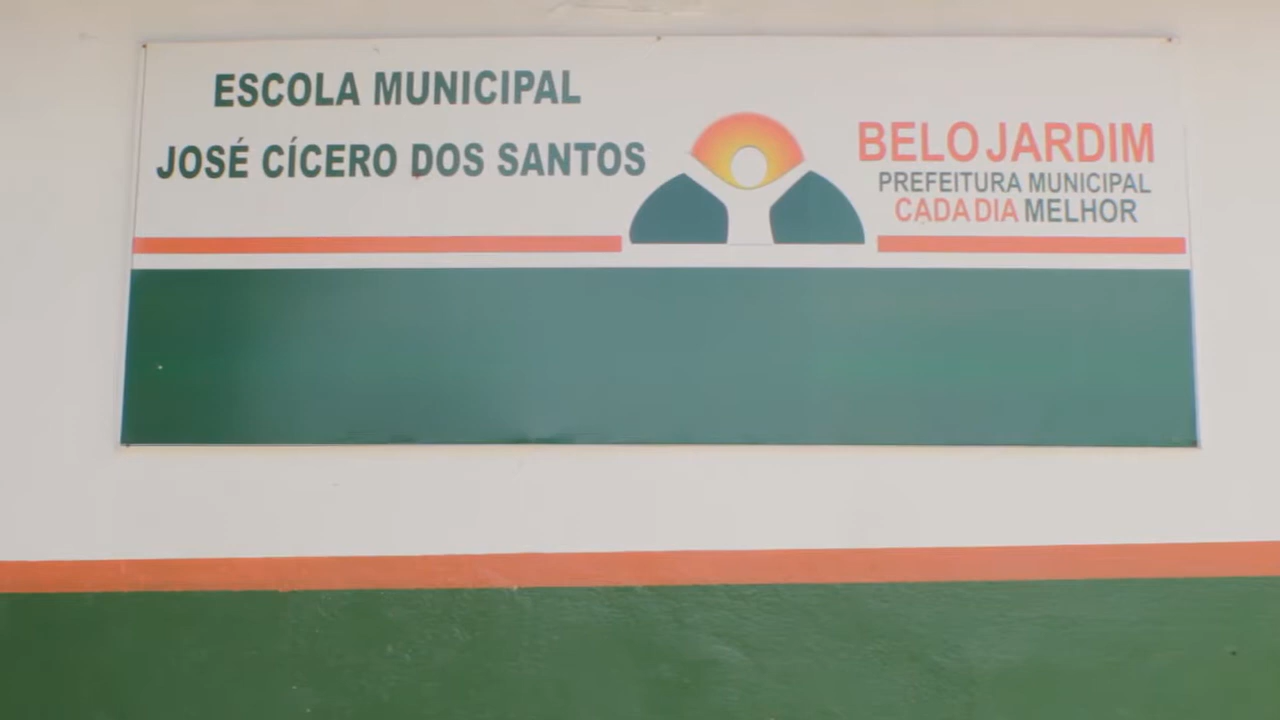 ESCOLA MUNICIPAL
JOSÉ CÍCERO DOS SANTOS
BELO JARDIM
PREFEITURA MUNICIPAL
CADA DIA MELHOR